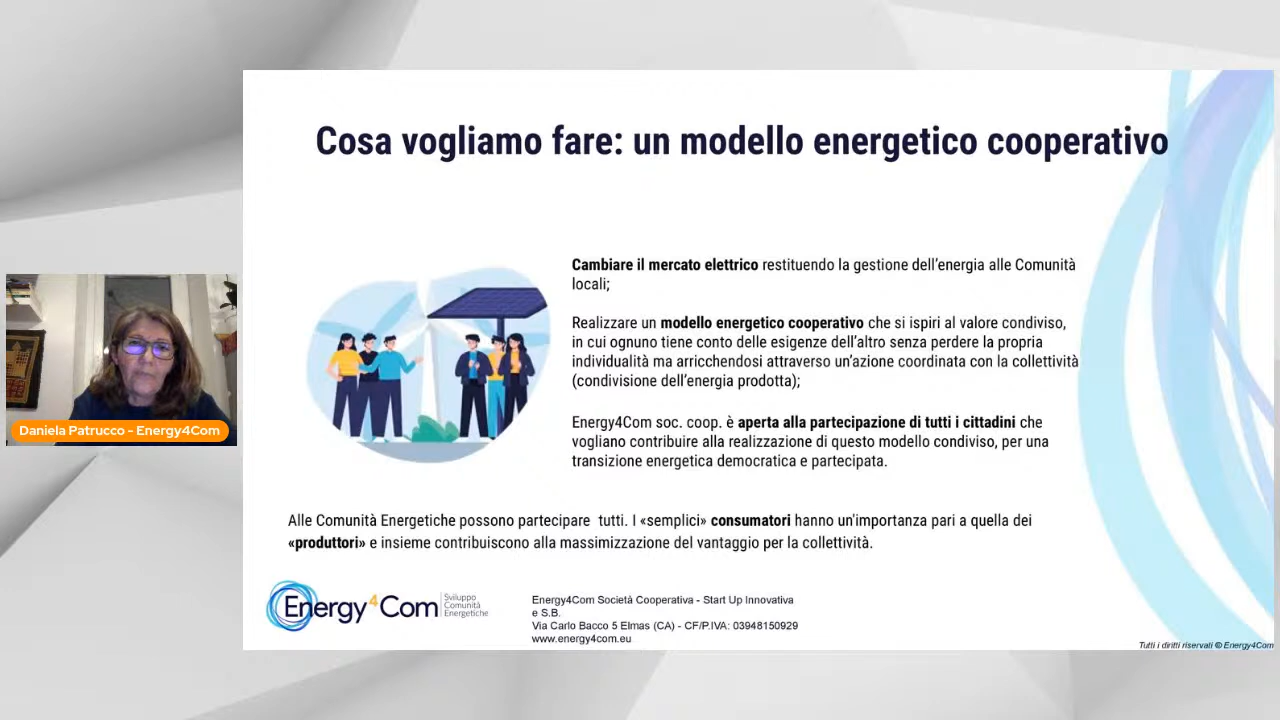 Cosa vogliamo fare: un modello energetico cooperativo
Cambiare il mercato elettrico restituendo la gestione dell'energia alle Comunità
locali;
Realizzare un modello energetico cooperativo che si ispiri al valore condiviso,
in cui ognuno tiene conto delle esigenze dell'altro senza perdere la propria
individualità ma arricchendosi attraverso un'azione coordinata con la collettività
(condivisione dell'energia prodotta);
Energy4Com soc. coop. è aperta alla partecipazione di tutti i cittadini che
vogliano contribuire alla realizzazione di questo modello condiviso, per una
transizione energetica democratica e partecipata.
Daniela Patrucco - Energy4Com
Alle Comunità Energetiche possono partecipare tutti. I «semplici» consumatori hanno un'importanza pari a quella dei
«produttori» e insieme contribuiscono alla massimizzazione del vantaggio per la collettività.
Energy4Com
Sviluppo
Comunità
Energetiche
Energy4Com Società Cooperativa - Start Up Innovativa
e S.B.
Via Carlo Bacco 5 Elmas (CA) - CF/P.IVA: 03948150929
www.energy4com.eu
Tutti i diritti riservati © Energy4Com